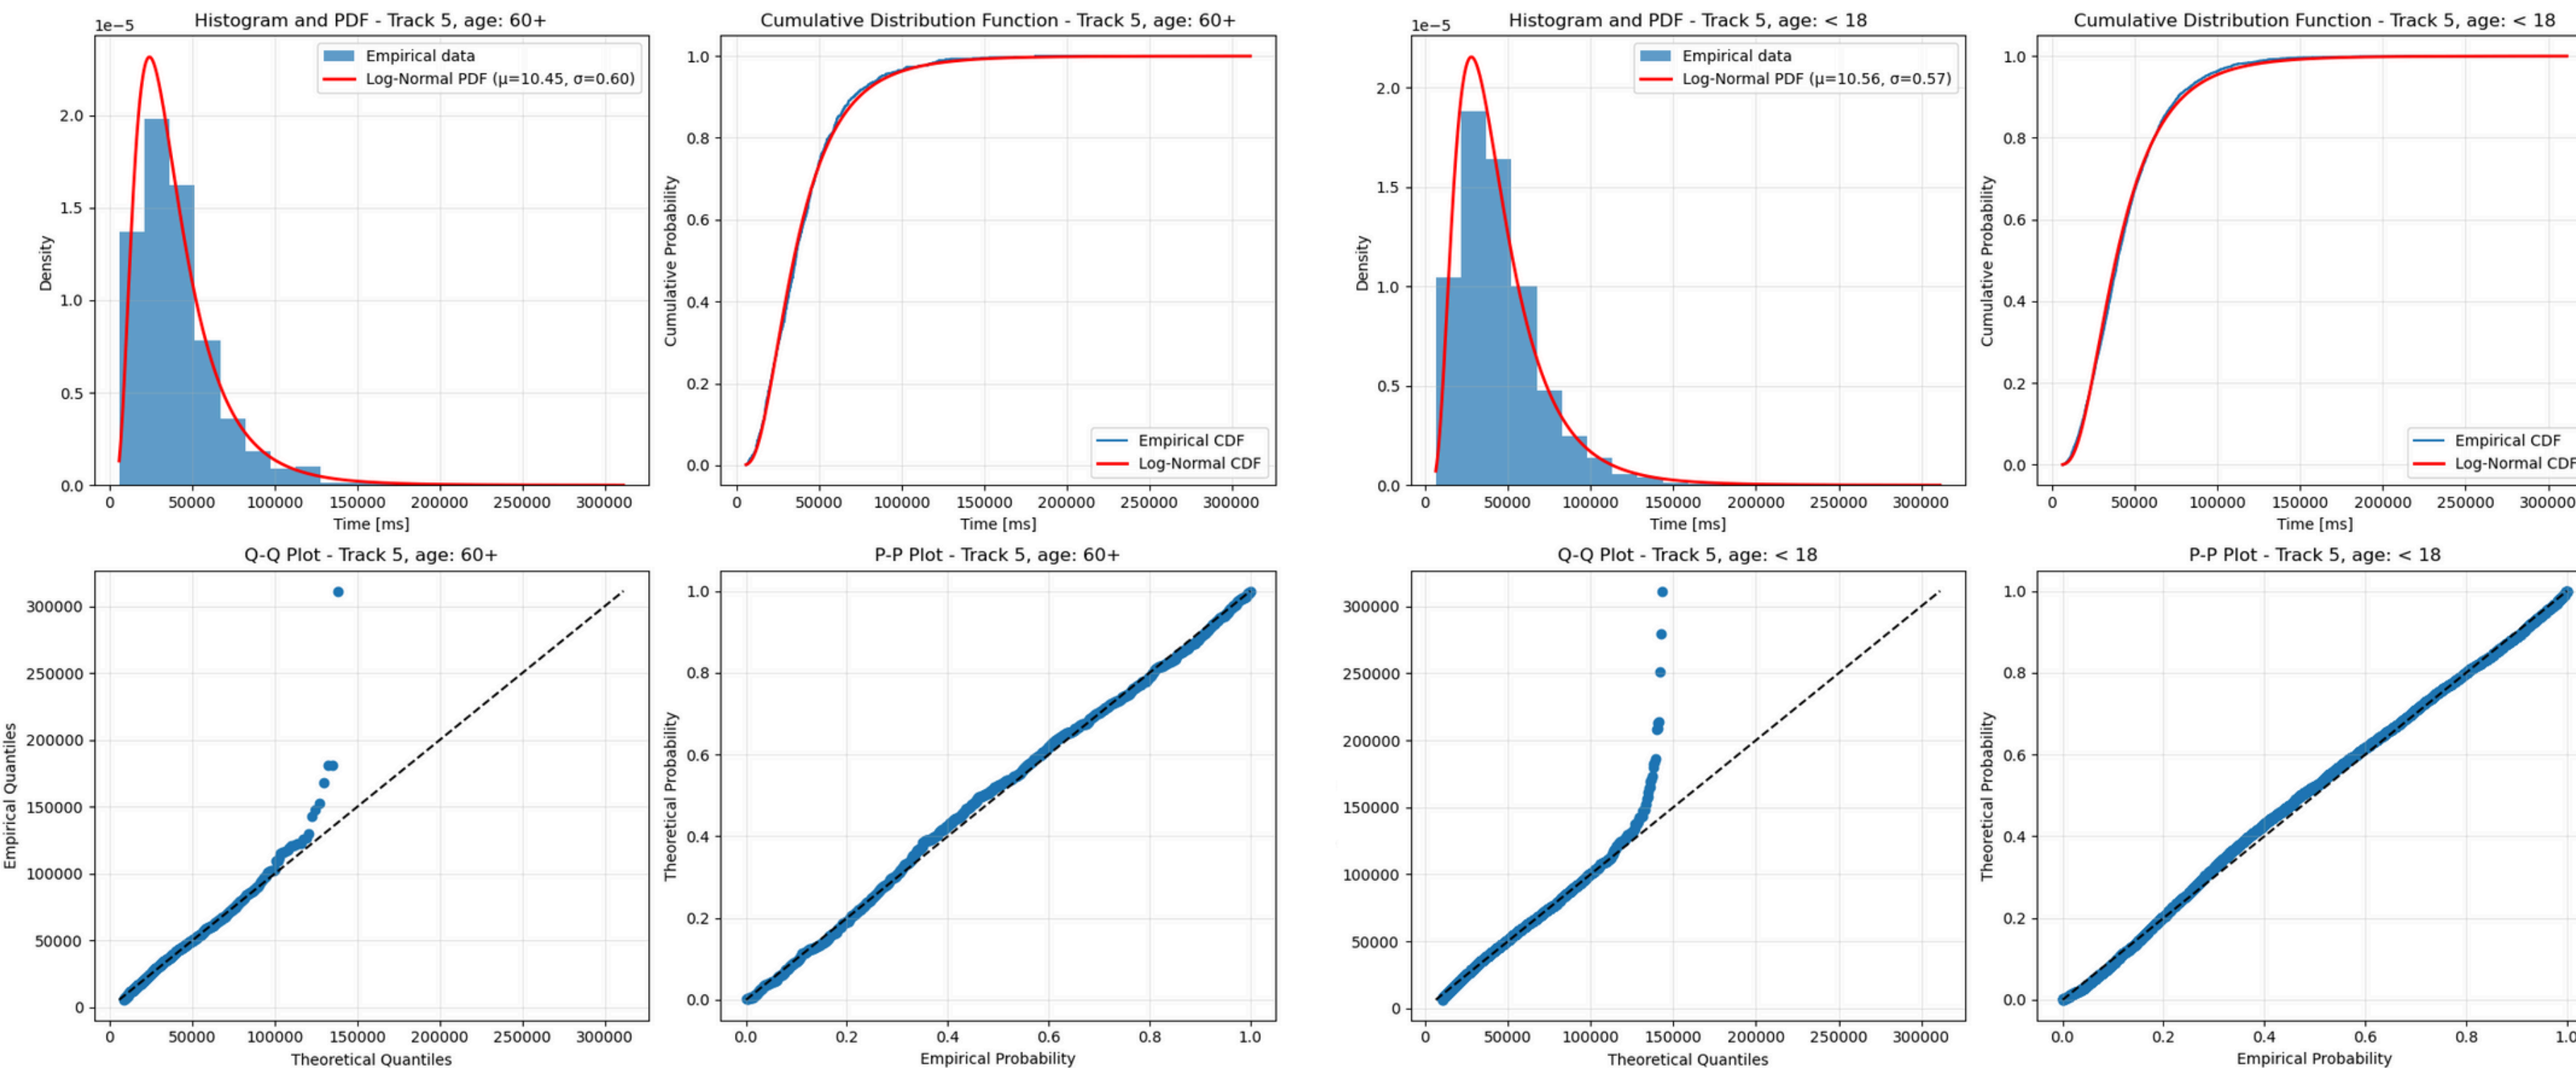 Histogram and PDF - Track 5, age: 60+
1e−5
Empirical data
Log-Normal PDF (μ=10.45, σ=0.60)
Density
2.0
1.5
1.0
0.5
0.0
0 50000 100000 150000 200000 250000 300000
Time [ms]
Cumulative Distribution Function - Track 5, age: 60+
Cumulative Probability
1.0
0.8
0.6
0.4
0.2
0.0
Empirical CDF
Log-Normal CDF
0 50000 100000 150000 200000 250000 300000
Time [ms]
Histogram and PDF - Track 5, age: < 18
1e−5
Empirical data
Log-Normal PDF (μ=10.56, σ=0.57)
Density
2.0
1.5
1.0
0.5
0.0
0 50000 100000 150000 200000 250000 300000
Time [ms]
Cumulative Distribution Function - Track 5, age: < 18
Cumulative Probability
1.0
0.8
0.6
0.4
0.2
0.0
Empirical CDF
Log-Normal CDF
0 50000 100000 150000 200000 250000 300000
Time [ms]
Q-Q Plot - Track 5, age: 60+
Empirical Quantiles
300000
250000
200000
150000
100000
50000
0
0 50000 100000 150000 200000 250000 300000
Theoretical Quantiles
P-P Plot - Track 5, age: 60+
Theoretical Probability
1.0
0.8
0.6
0.4
0.2
0.0
0.0 0.2 0.4 0.6 0.8 1.0
Empirical Probability
Q-Q Plot - Track 5, age: < 18
300000
250000
200000
150000
100000
50000
0
0 50000 100000 150000 200000 250000 300000
Theoretical Quantiles
P-P Plot - Track 5, age: < 18
Theoretical Probability
1.0
0.8
0.6
0.4
0.2
0.0
0.0 0.2 0.4 0.6 0.8 1.0
Empirical Probability